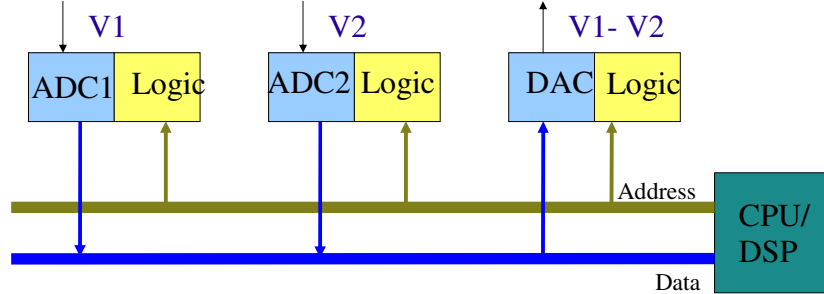 V1
V2
V1- V2
ADC1 Logic
ADC2 Logic
DAC Logic
Address
CPU/
DSP
Data